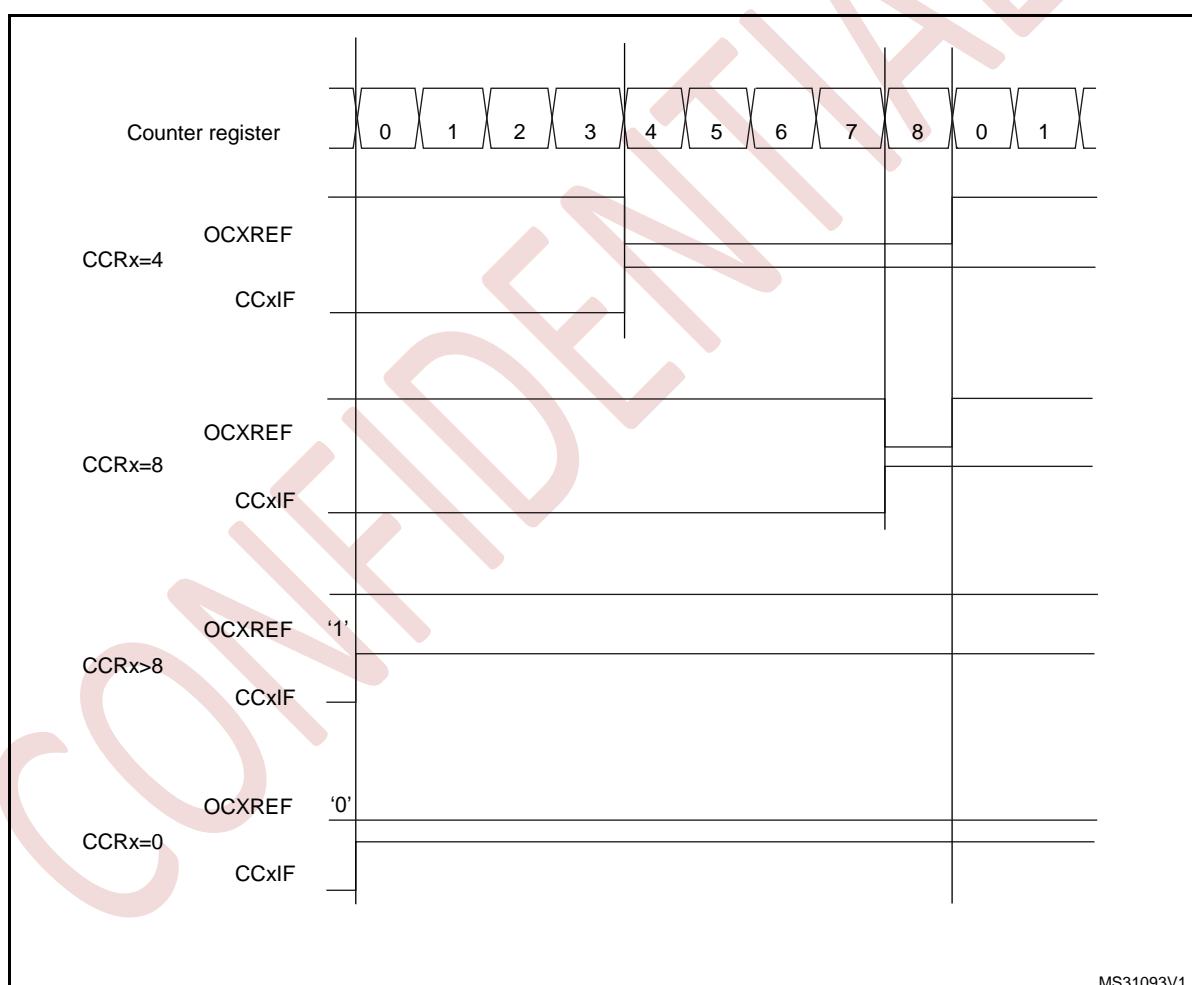 Counter register 0 1 2 3 4 5 6 7 8 0 1
OCXREF
CCRx=4
CCxIF
OCXREF
CCRx=8
CCxIF
OCXREF ‘1’
CCRx>8
CCxIF
OCXREF ‘0’
CCRx=0
CCxIF
MS31093V1
CONFIDENTIAL